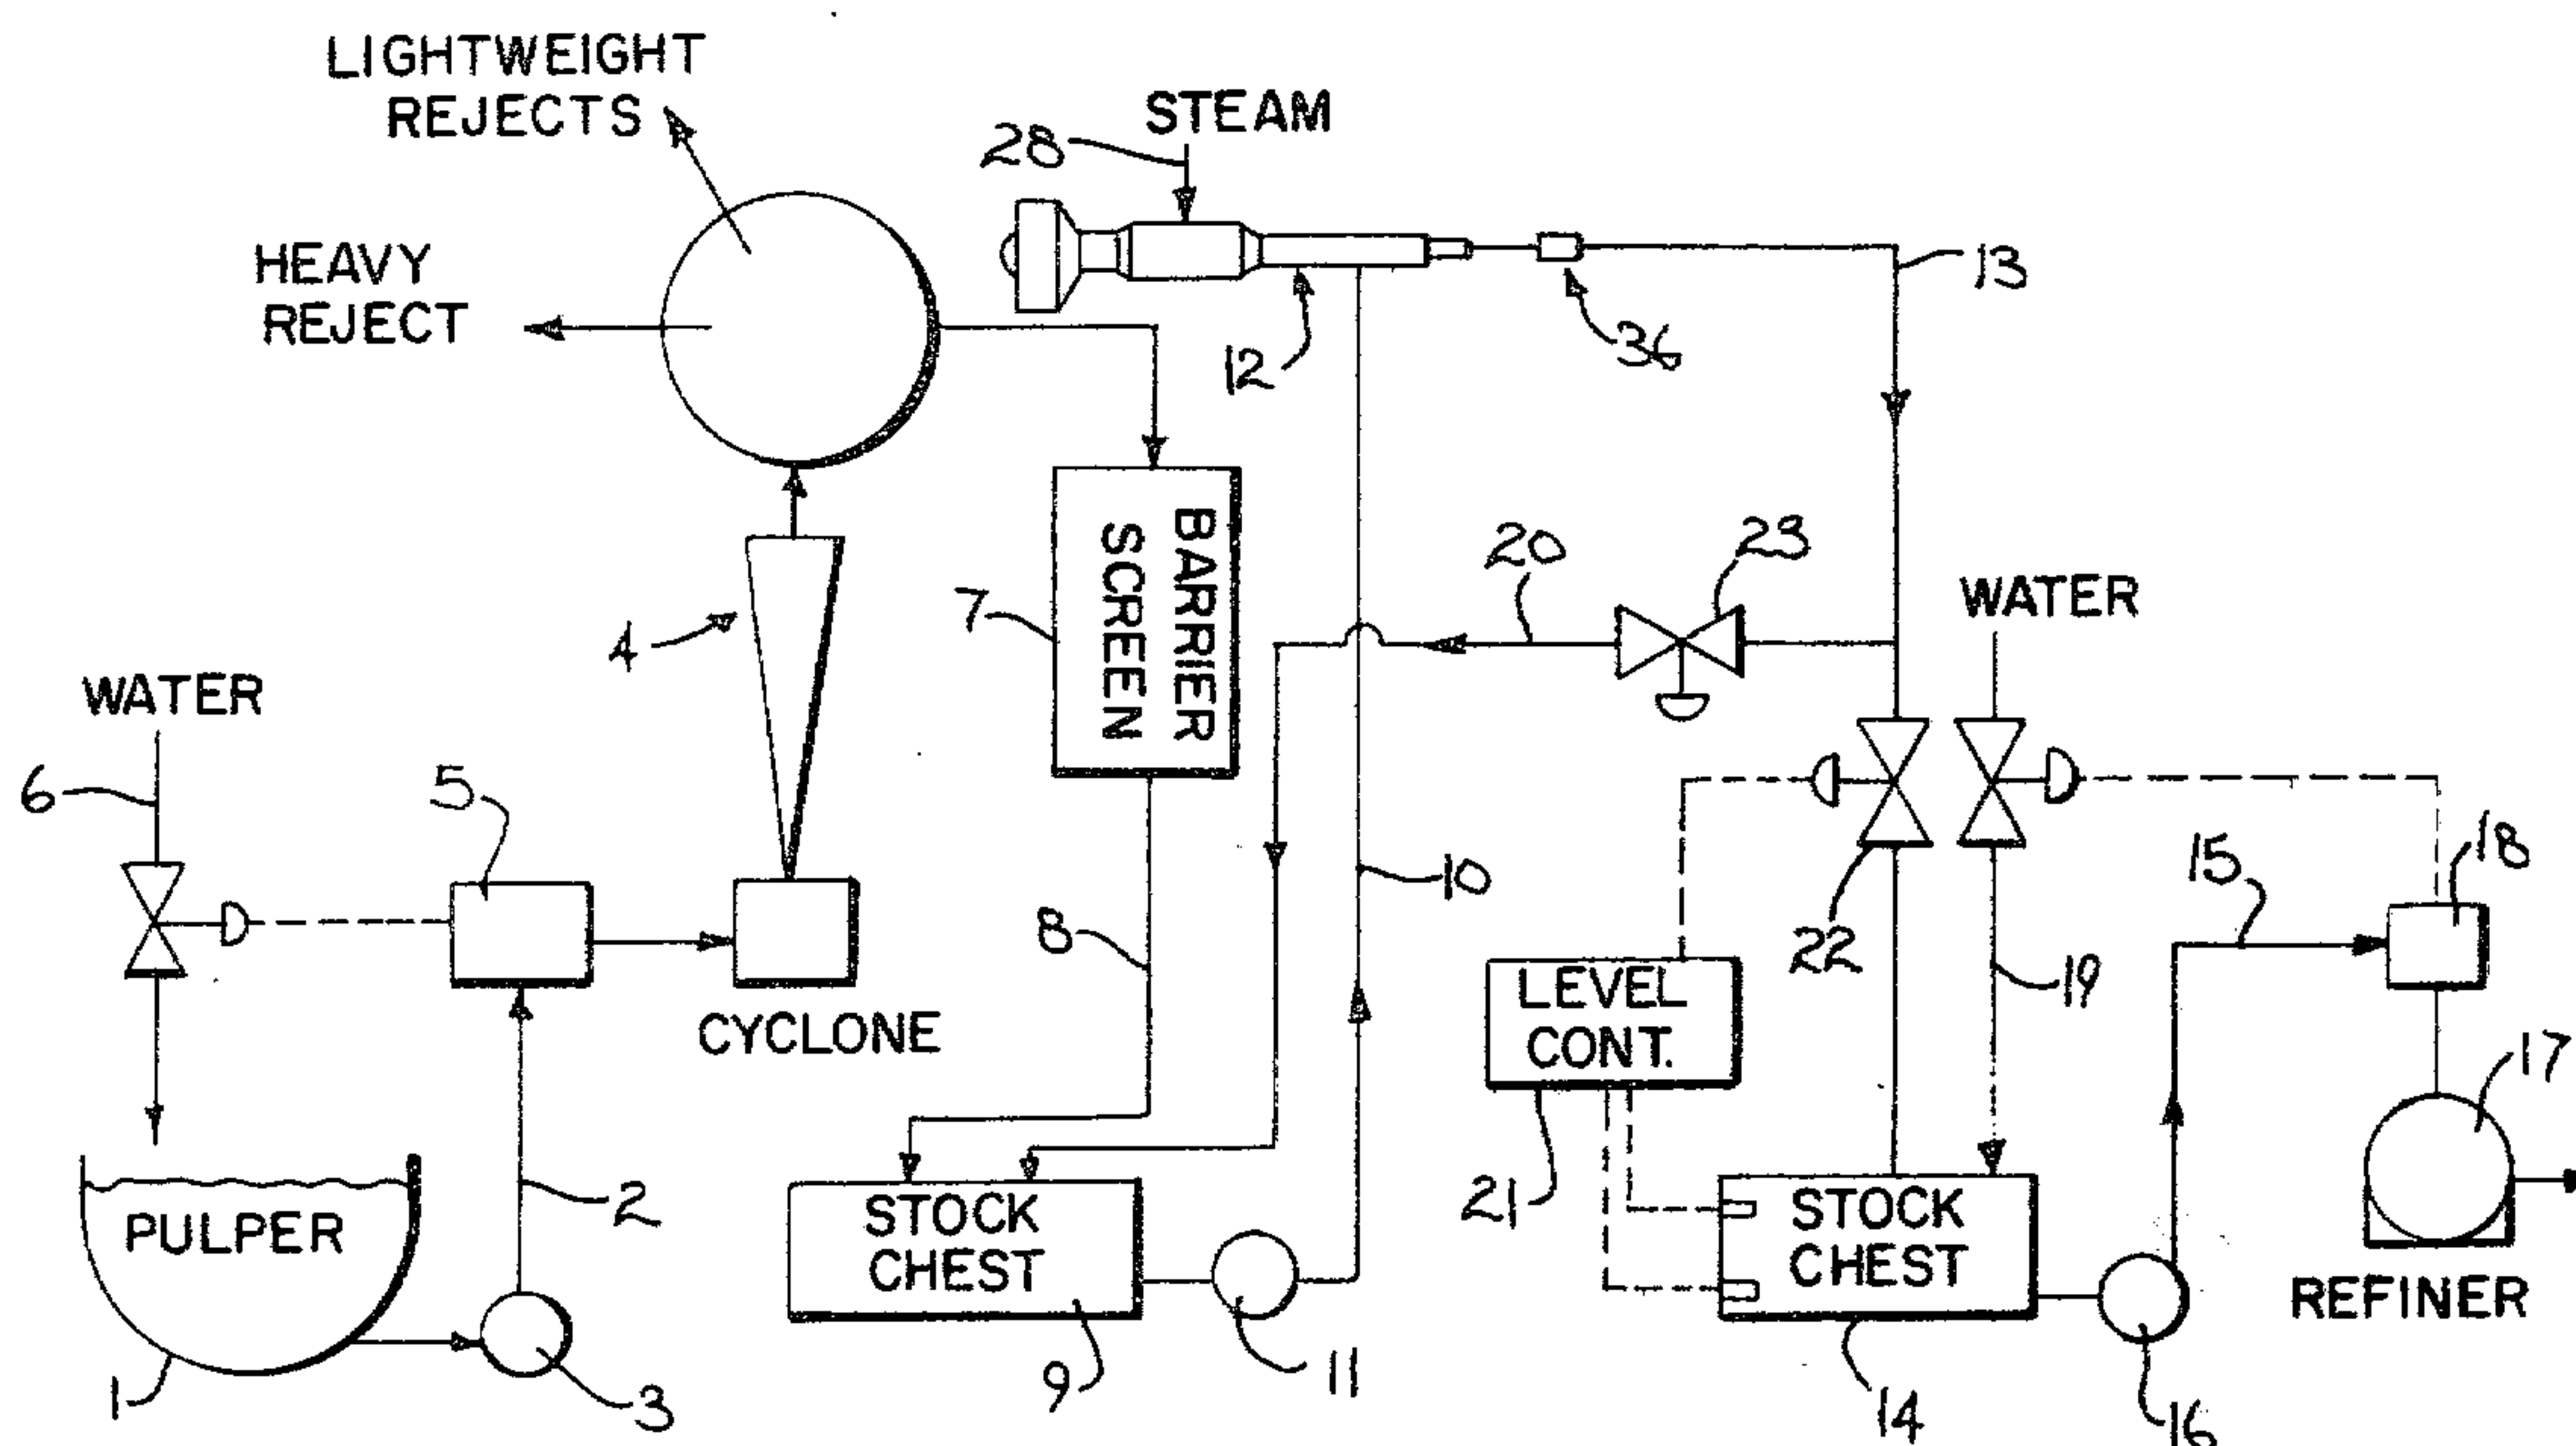 LIGHTWEIGHT
REJECTS
STEAM
28
HEAVY
REJECT
13
12
36
20
23
WATER
7
BARRIER
SCREEN
4
WATER
6
5
18
15
10
8
22
19
LEVEL
CONT.
CYCLONE
17
2
21
PULPER
STOCK
CHEST
STOCK
CHEST
REFINER
1
3
9
11
14
16